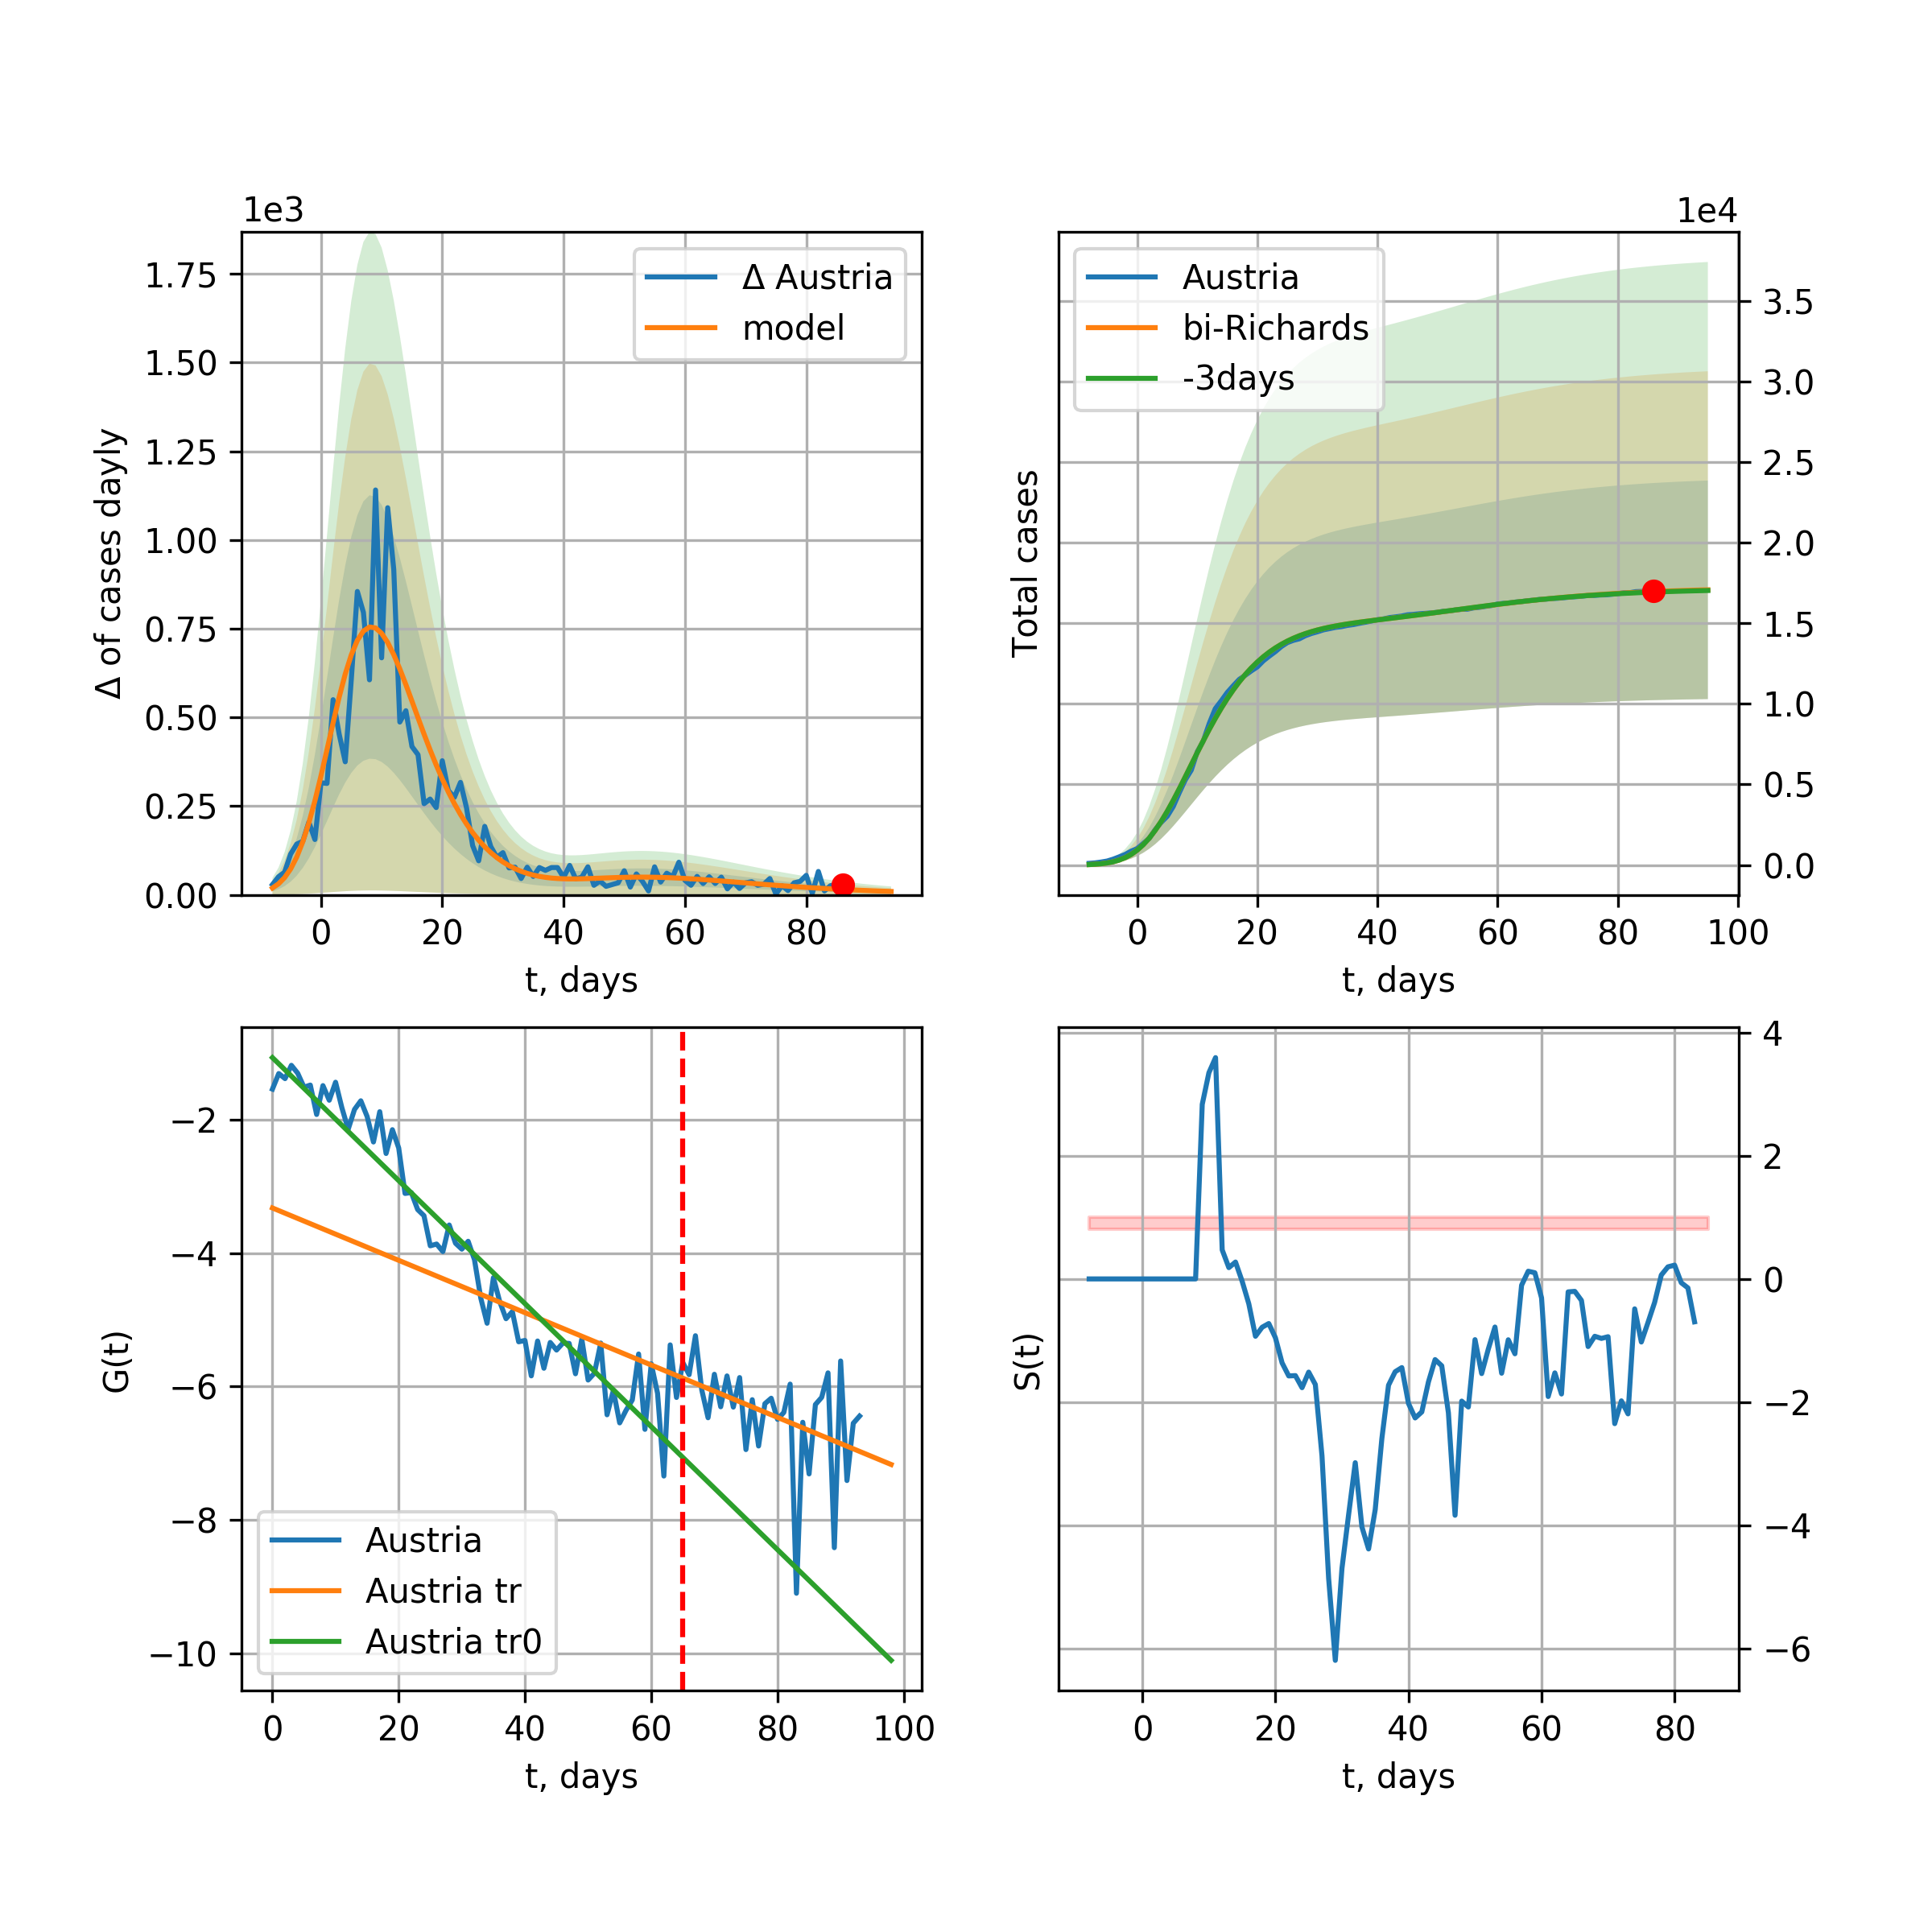 1e3
1.75
1.50
1.25
1.00
0.75
0.50
0.25
0.00
Δ of cases dayly
Δ Austria
model
0 20 40 60 80
t, days
1e4
Austria
bi-Richards
-3days
Total cases
3.5
3.0
2.5
2.0
1.5
1.0
0.5
0.0
0 20 40 60 80 100
t, days
−2
−4
−6
−8
−10
G(t)
Austria
Austria tr
Austria tr0
0 20 40 60 80 100
t, days
S(t)
4
2
0
−2
−4
−6
0 20 40 60 80
t, days